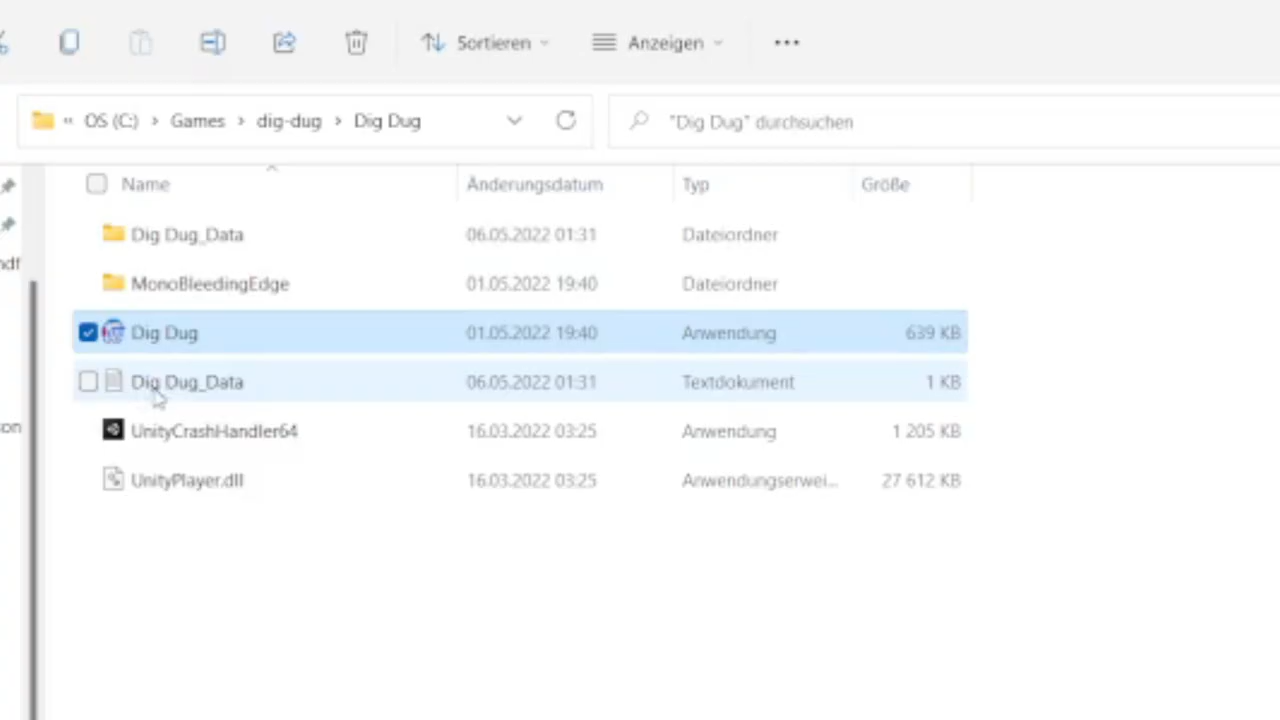 Sortieren Anzeigen
OS (C:) Games dig-dug Dig Dug "Dig Dug" durchsuchen
Name Änderungsdatum Typ Größe
Dig Dug_Data 06.05.2022 01:31 Dateiordner
MonoBleedingEdge 01.05.2022 19:40 Dateiordner
Dig Dug 01.05.2022 19:40 Anwendung 639 KB
Dig Dug_Data 06.05.2022 01:31 Textdokument 1 KB
UnityCrashHandler64 16.03.2022 03:25 Anwendung 1 205 KB
UnityPlayer.dll 16.03.2022 03:25 Anwendungserwei... 27 612 KB